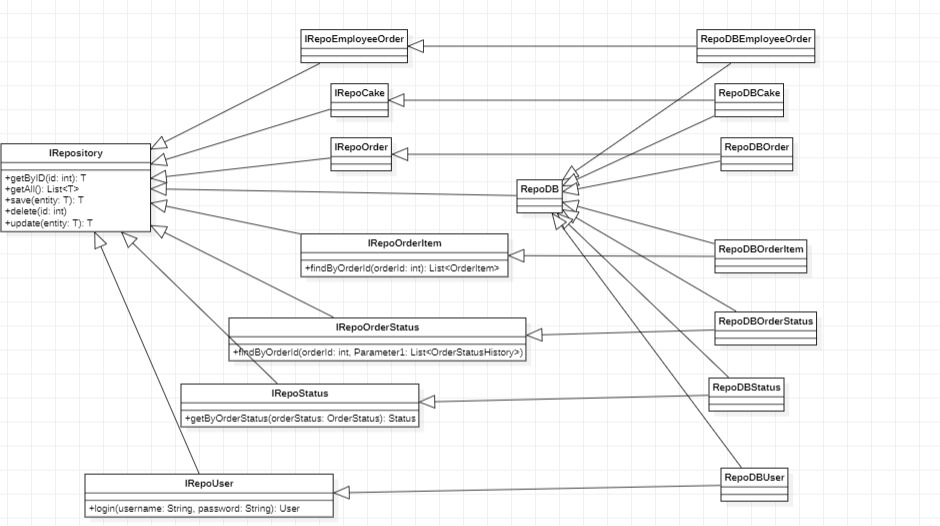 IRepoEmployeeOrder
RepoDBEmployeeOrder
IRepoCake
RepoDBCake
IRepoOrder
RepoDBOrder
IRepository
+getByID(id: int): T
+getAll(): List<T>
+save(entity: T): T
+delete(id: int)
+update(entity: T): T
RepoDB
IRepoOrderItem
+findByOrderId(orderId: int): List<OrderItem>
RepoDBOrderItem
IRepoOrderStatus
+findByOrderId(orderId: int, Parameter1: List<OrderStatusHistory>)
RepoDBOrderStatus
IRepoStatus
+getByOrderStatus(orderStatus: OrderStatus): Status
RepoDBStatus
IRepoUser
+login(username: String, password: String): User
RepoDBUser